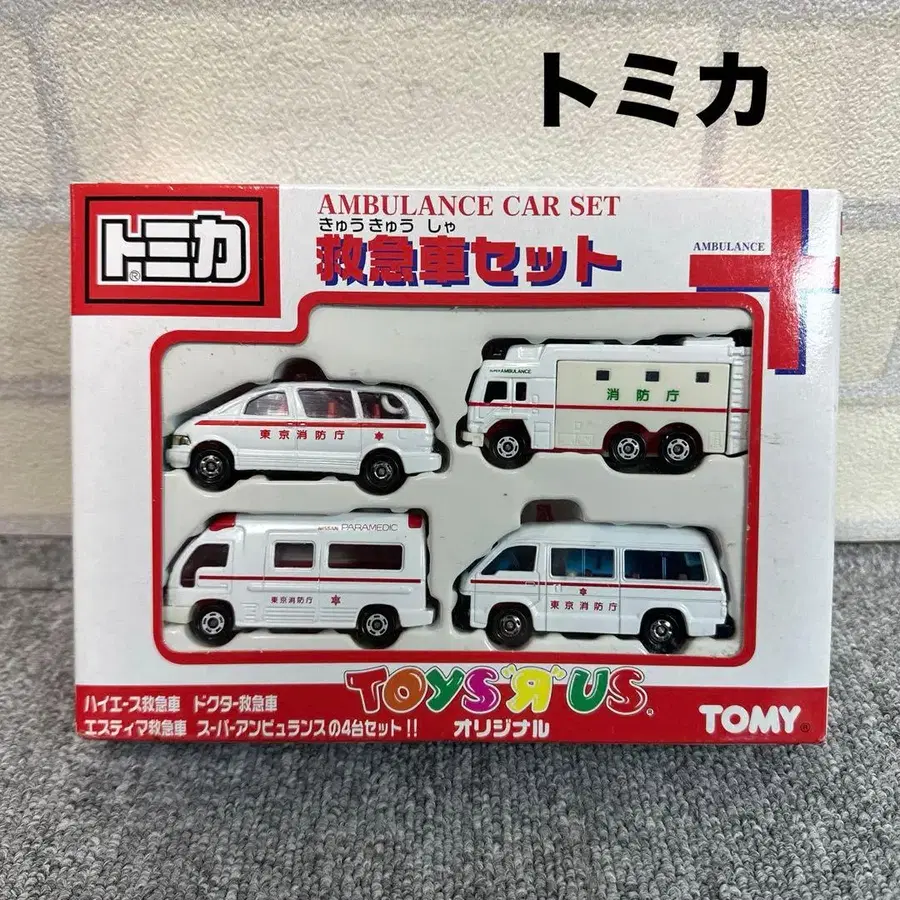 トミカ
トミカ®
AMBULANCE CAR SET
きゅうきゅうしゃ
救急車セット
AMBULANCE
東京消防庁
SUPER AMBULANCE
消防庁
NISSAN PARAMEDIC
東京消防庁
東京消防庁
TOYS"R"US®
オリジナル
ハイエース救急車 ドクター救急車
エスティマ救急車 スーパーアンビュランスの4台セット!!
TOMY®